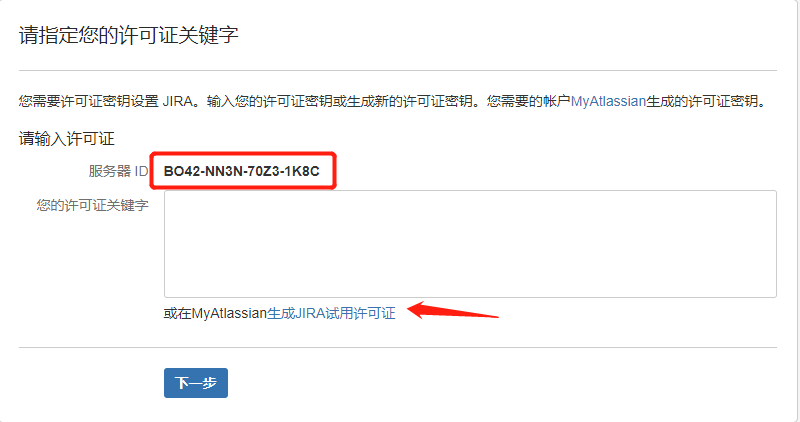 请指定您的许可证关键字
您需要许可证密钥设置 JIRA。输入您的许可证密钥或生成新的许可证密钥。您需要的帐户MyAtlassian生成的许可证密钥。
请输入许可证
服务器 ID BO42-NN3N-70Z3-1K8C
您的许可证关键字
或在MyAtlassian生成JIRA试用许可证
下一步